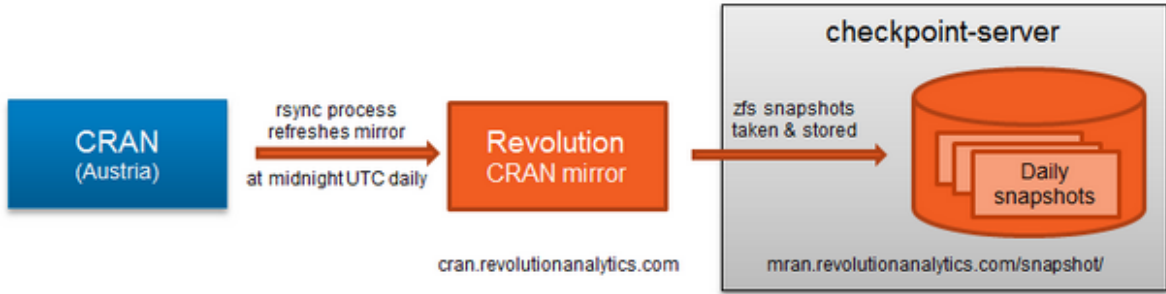 checkpoint-server
CRAN
(Austria)
rsync process
refreshes mirror
at midnight UTC daily
Revolution
CRAN mirror
cran.revolutionanalytics.com
zfs snapshots
taken & stored
Daily
snapshots
mran.revolutionanalytics.com/snapshot/